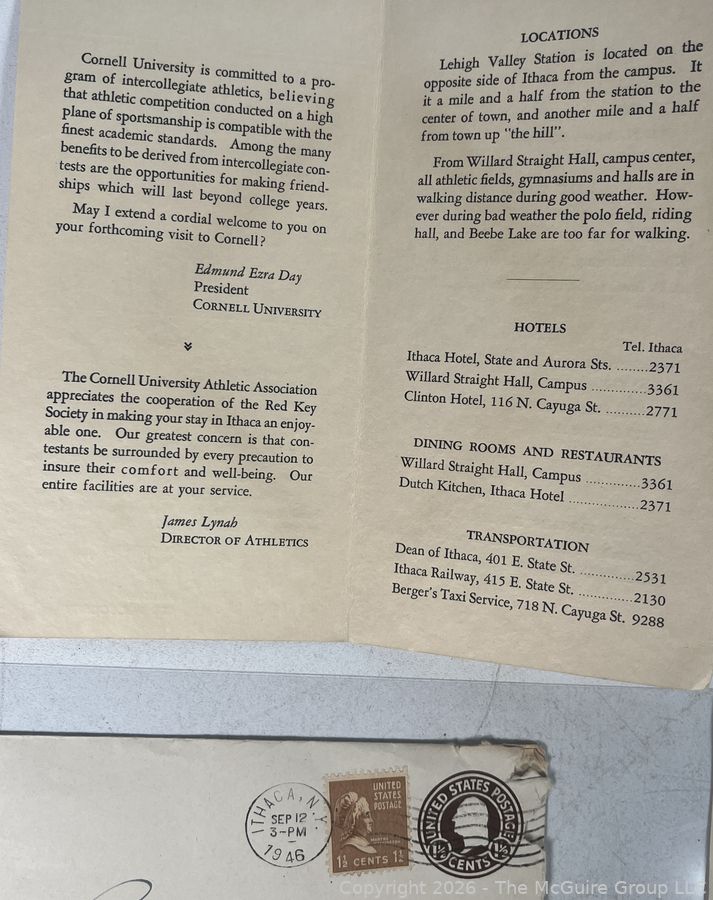 Cornell University is committed to a pro-
gram of intercollegiate athletics, believing
that athletic competition conducted on a high
plane of sportsmanship is compatible with the
finest academic standards. Among the many
benefits to be derived from intercollegiate con-
tests are the opportunities for making friend-
ships which will last beyond college years.
May I extend a cordial welcome to you on
your forthcoming visit to Cornell?
Edmund Ezra Day
President
CORNELL UNIVERSITY
The Cornell University Athletic Association
appreciates the cooperation of the Red Key
Society in making your stay in Ithaca an enjoy-
able one. Our greatest concern is that con-
testants be surrounded by every precaution to
insure their comfort and well-being. Our
entire facilities are at your service.
James Lynah
DIRECTOR OF ATHLETICS
LOCATIONS
Lehigh Valley Station is located on the
opposite side of Ithaca from the campus. It
it a mile and a half from the station to the
center of town, and another mile and a half
from town up "the hill".
From Willard Straight Hall, campus center,
all athletic fields, gymnasiums and halls are in
walking distance during good weather. How-
ever during bad weather the polo field, riding
hall, and Beebe Lake are too far for walking.
HOTELS
Tel. Ithaca
Ithaca Hotel, State and Aurora Sts. ........2371
Willard Straight Hall, Campus .............3361
Clinton Hotel, 116 N. Cayuga St. ..........2771
DINING ROOMS AND RESTAURANTS
Willard Straight Hall, Campus .............3361
Dutch Kitchen, Ithaca Hotel .................2371
TRANSPORTATION
Dean of Ithaca, 401 E. State St. .............2531
Ithaca Railway, 415 E. State St. .............2130
Berger's Taxi Service, 718 N. Cayuga St. 9288
ITHACA, N.Y.
SEP 12
3-PM
1946
UNITED
STATES
POSTAGE
1½ CENTS 1½
UNITED STATES POSTAGE
1½ CENTS 1½
Copyright 2026 - The McGuire Group LLC